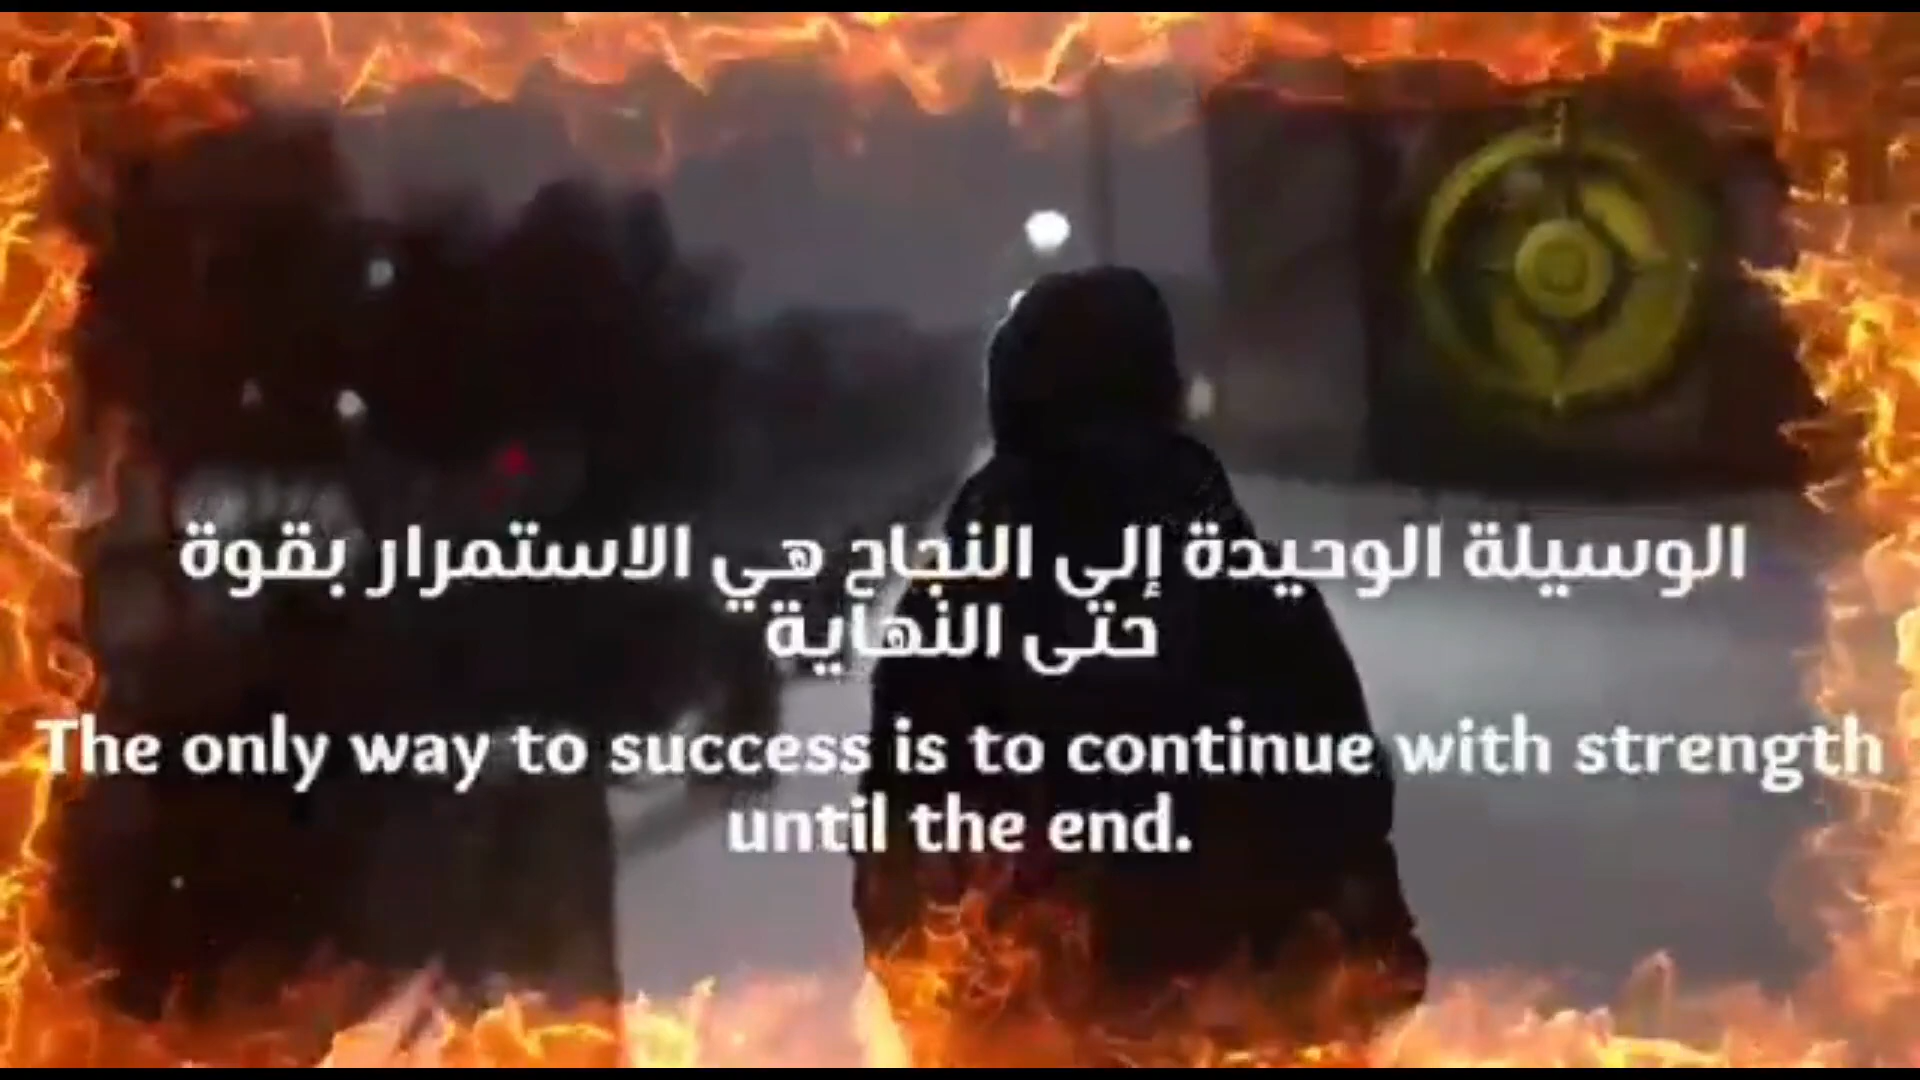 الوسيلة الوحيدة إلى النجاح هي الاستمرار بقوة
حتى النهاية
The only way to success is to continue with strength
until the end.